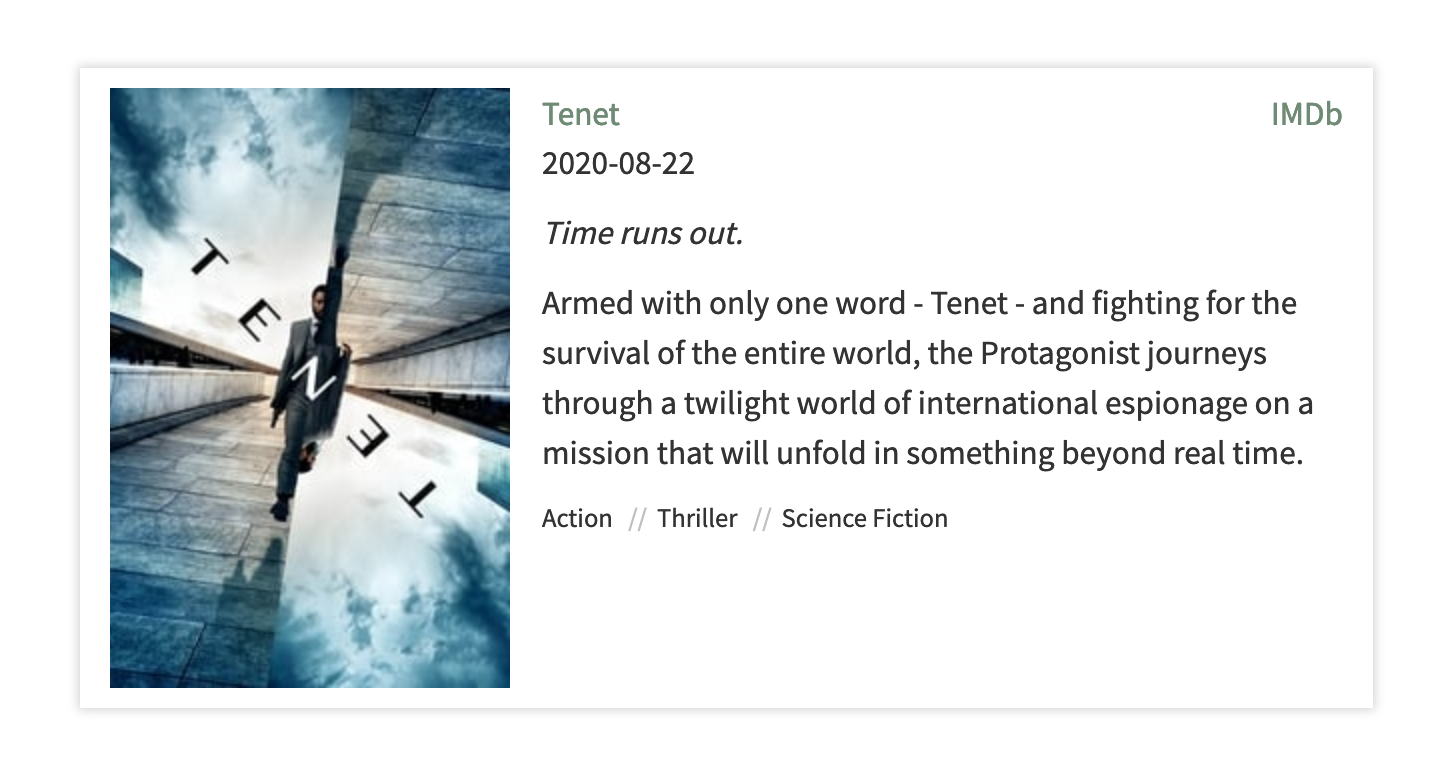 TENET
Tenet IMDb
2020-08-22
Time runs out.
Armed with only one word - Tenet - and fighting for the
survival of the entire world, the Protagonist journeys
through a twilight world of international espionage on a
mission that will unfold in something beyond real time.
Action // Thriller // Science Fiction